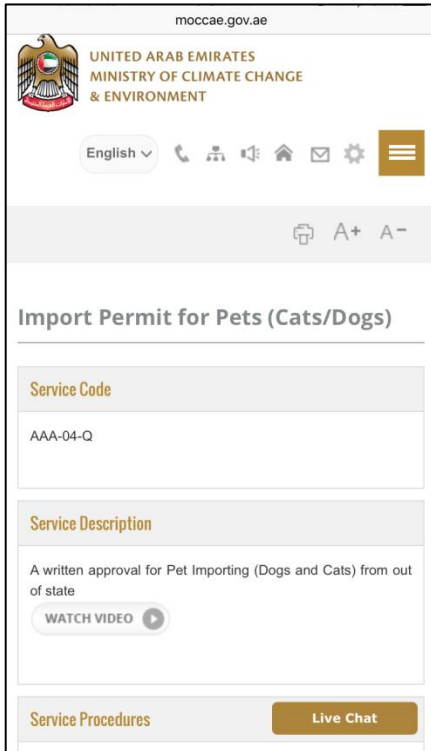 moccae.gov.ae
UNITED ARAB EMIRATES
MINISTRY OF CLIMATE CHANGE
& ENVIRONMENT
English
A+ A-
Import Permit for Pets (Cats/Dogs)
Service Code
AAA-04-Q
Service Description
A written approval for Pet Importing (Dogs and Cats) from out
of state
WATCH VIDEO
Service Procedures
Live Chat